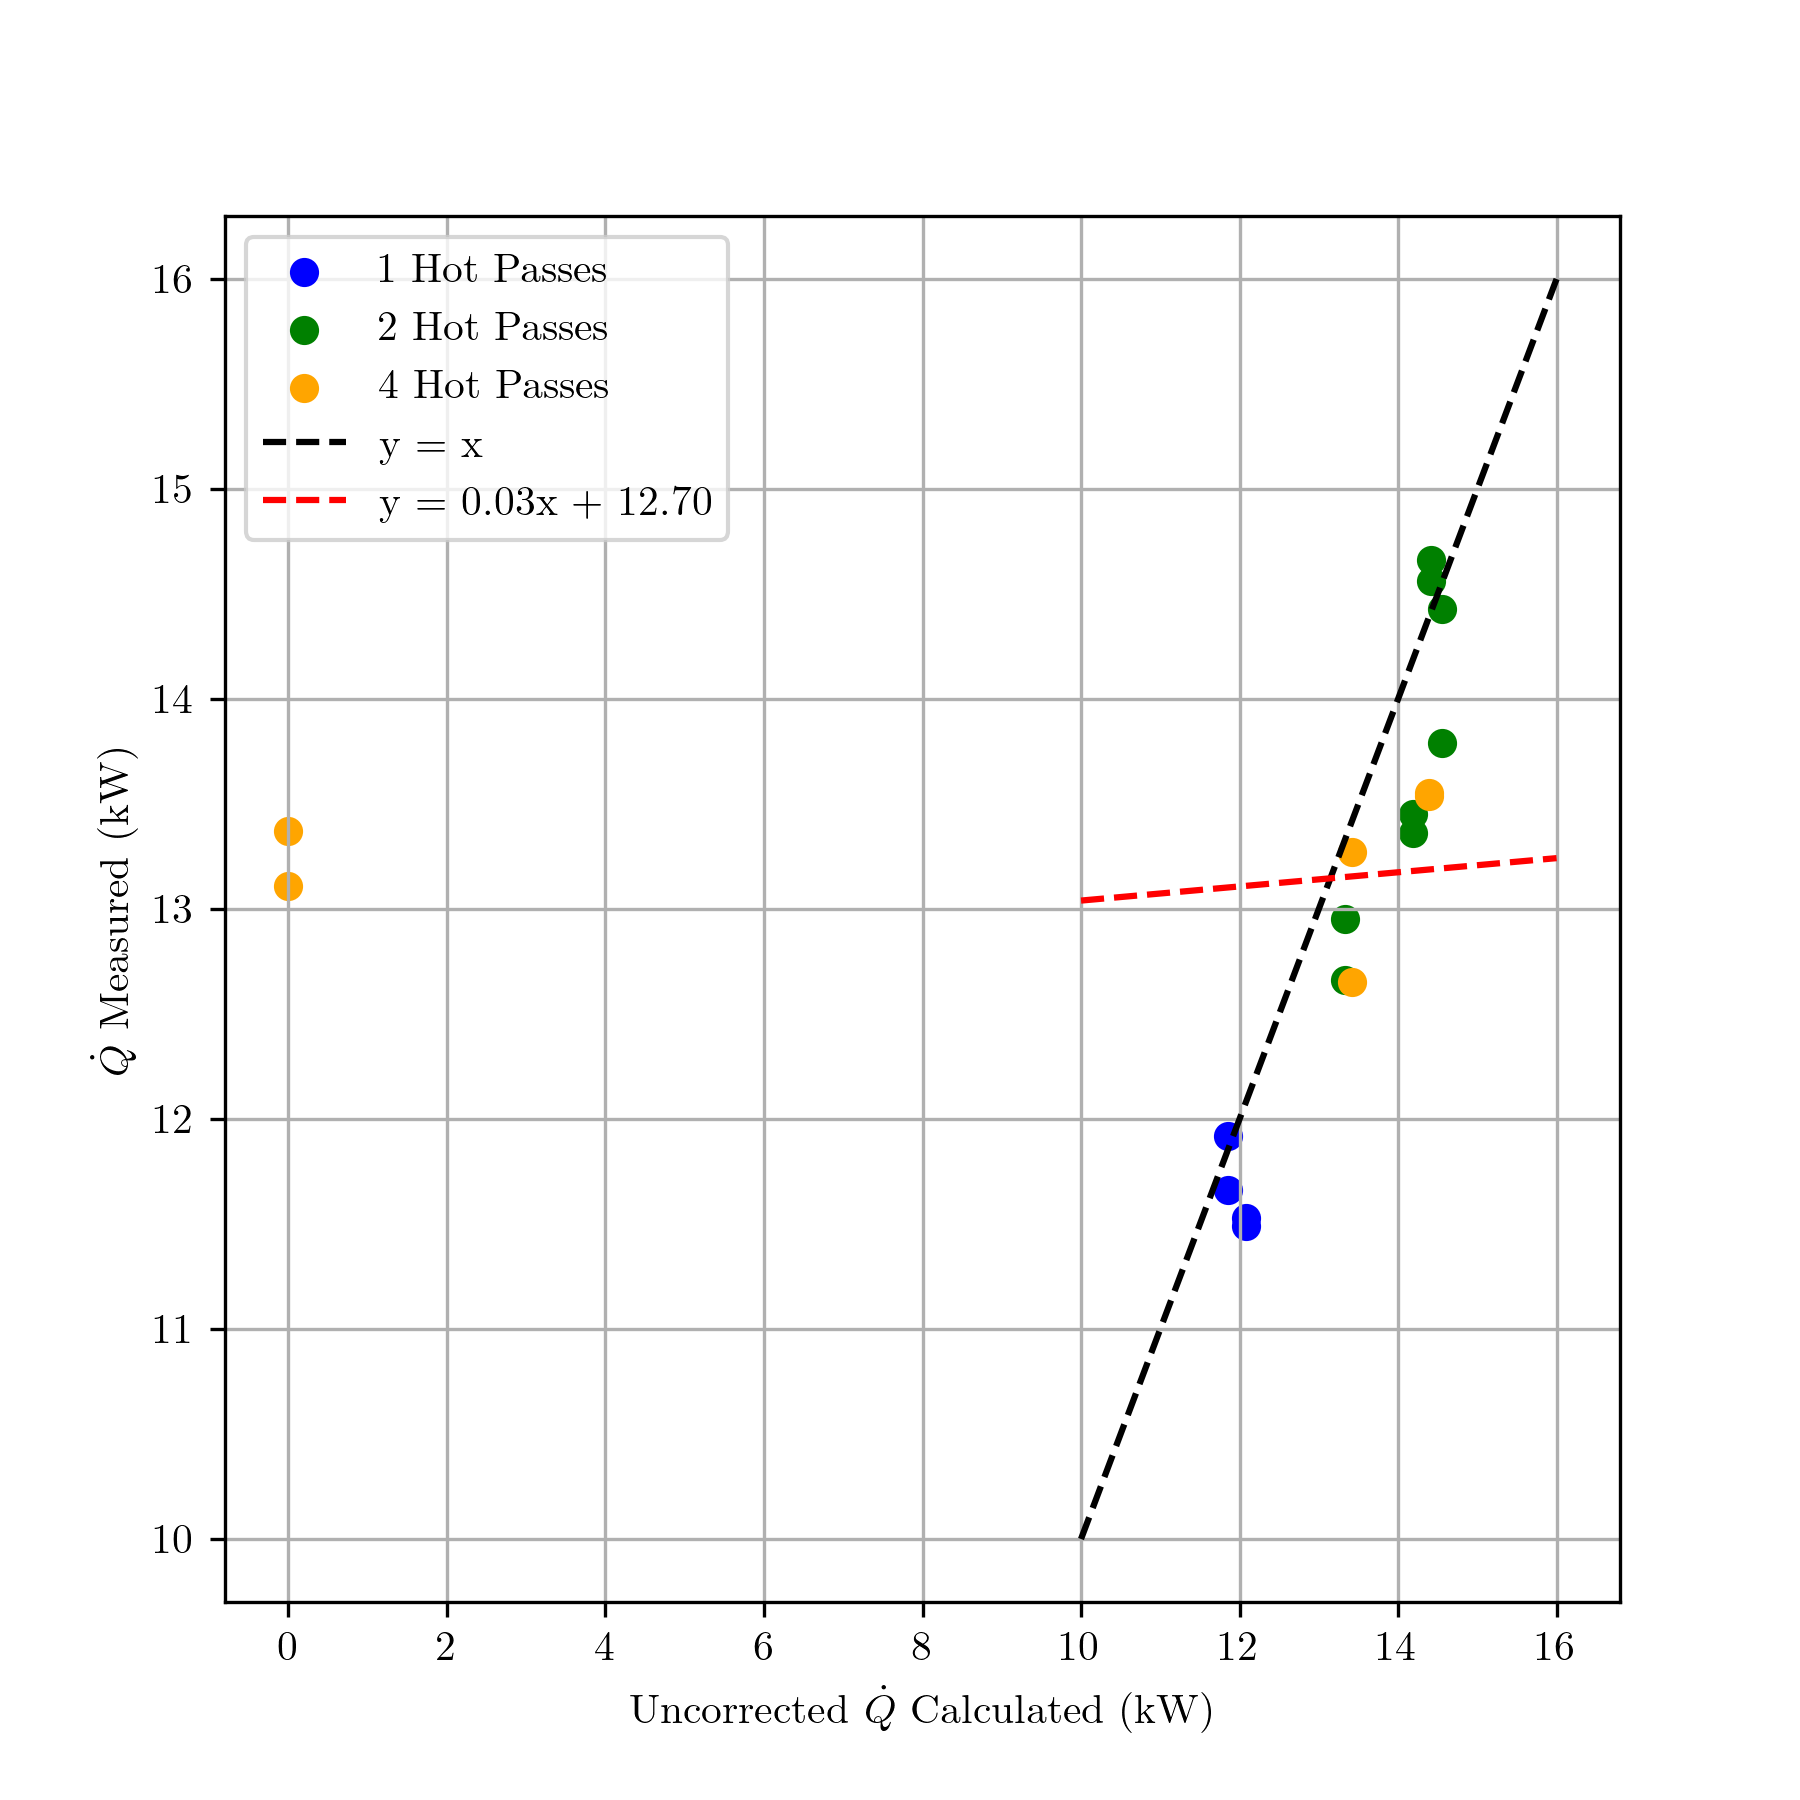 1 Hot Passes
2 Hot Passes
4 Hot Passes
y = x
y = 0.03x + 12.70
16
15
14
13
12
11
10
Q̇ Measured (kW)
0 2 4 6 8 10 12 14 16
Uncorrected Q̇ Calculated (kW)